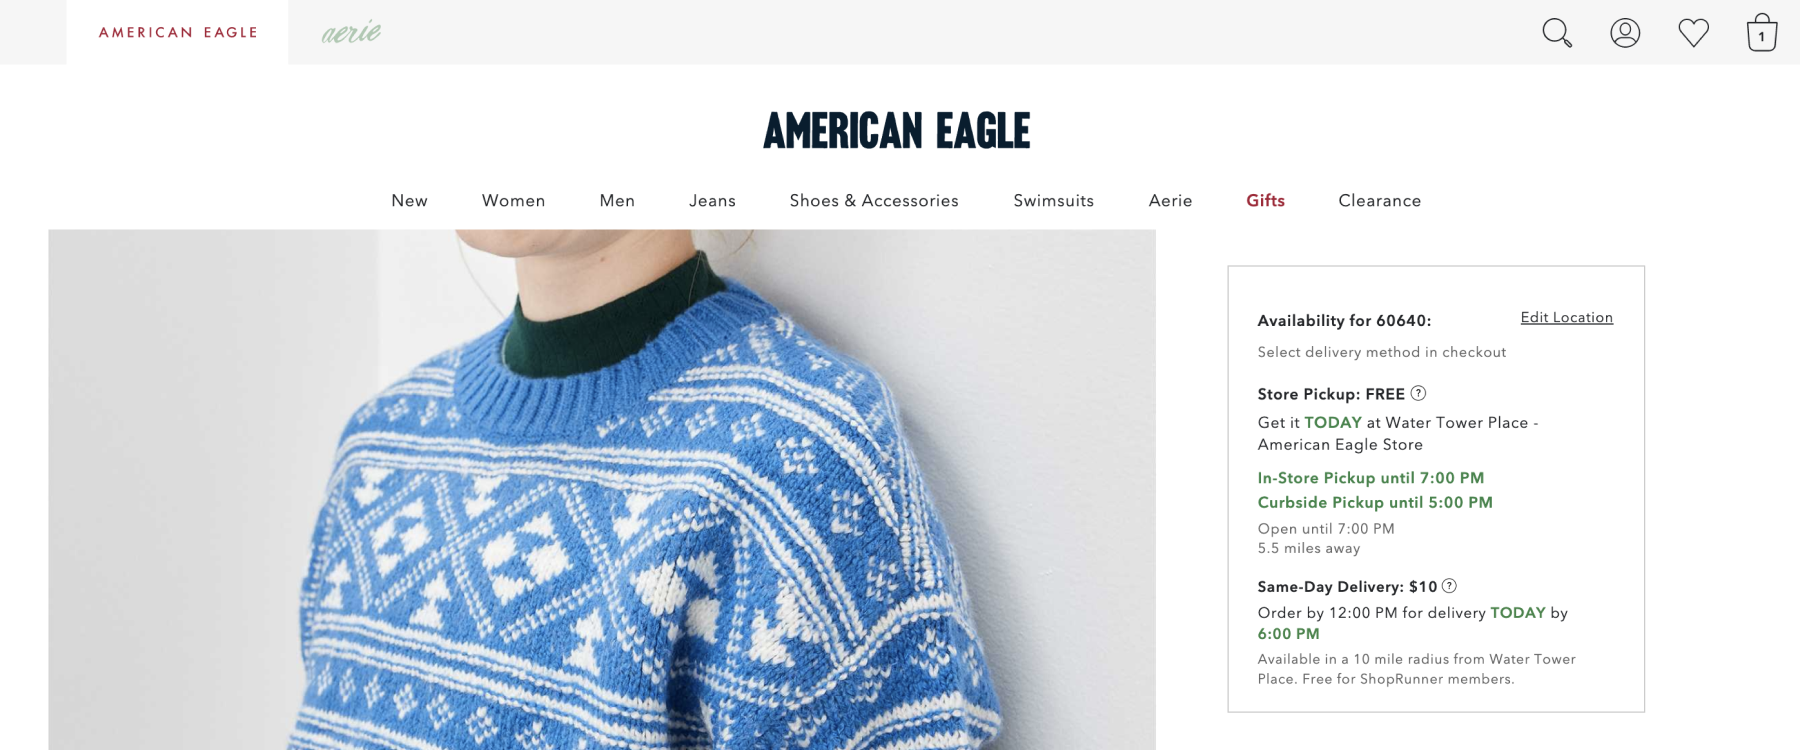 AMERICAN EAGLE
aerie
1
AMERICAN EAGLE
New Women Men Jeans Shoes & Accessories Swimsuits Aerie Gifts Clearance
Availability for 60640:
Edit Location
Select delivery method in checkout
Store Pickup: FREE ?
Get it TODAY at Water Tower Place -
American Eagle Store
In-Store Pickup until 7:00 PM
Curbside Pickup until 5:00 PM
Open until 7:00 PM
5.5 miles away
Same-Day Delivery: $10 ?
Order by 12:00 PM for delivery TODAY by
6:00 PM
Available in a 10 mile radius from Water Tower
Place. Free for ShopRunner members.